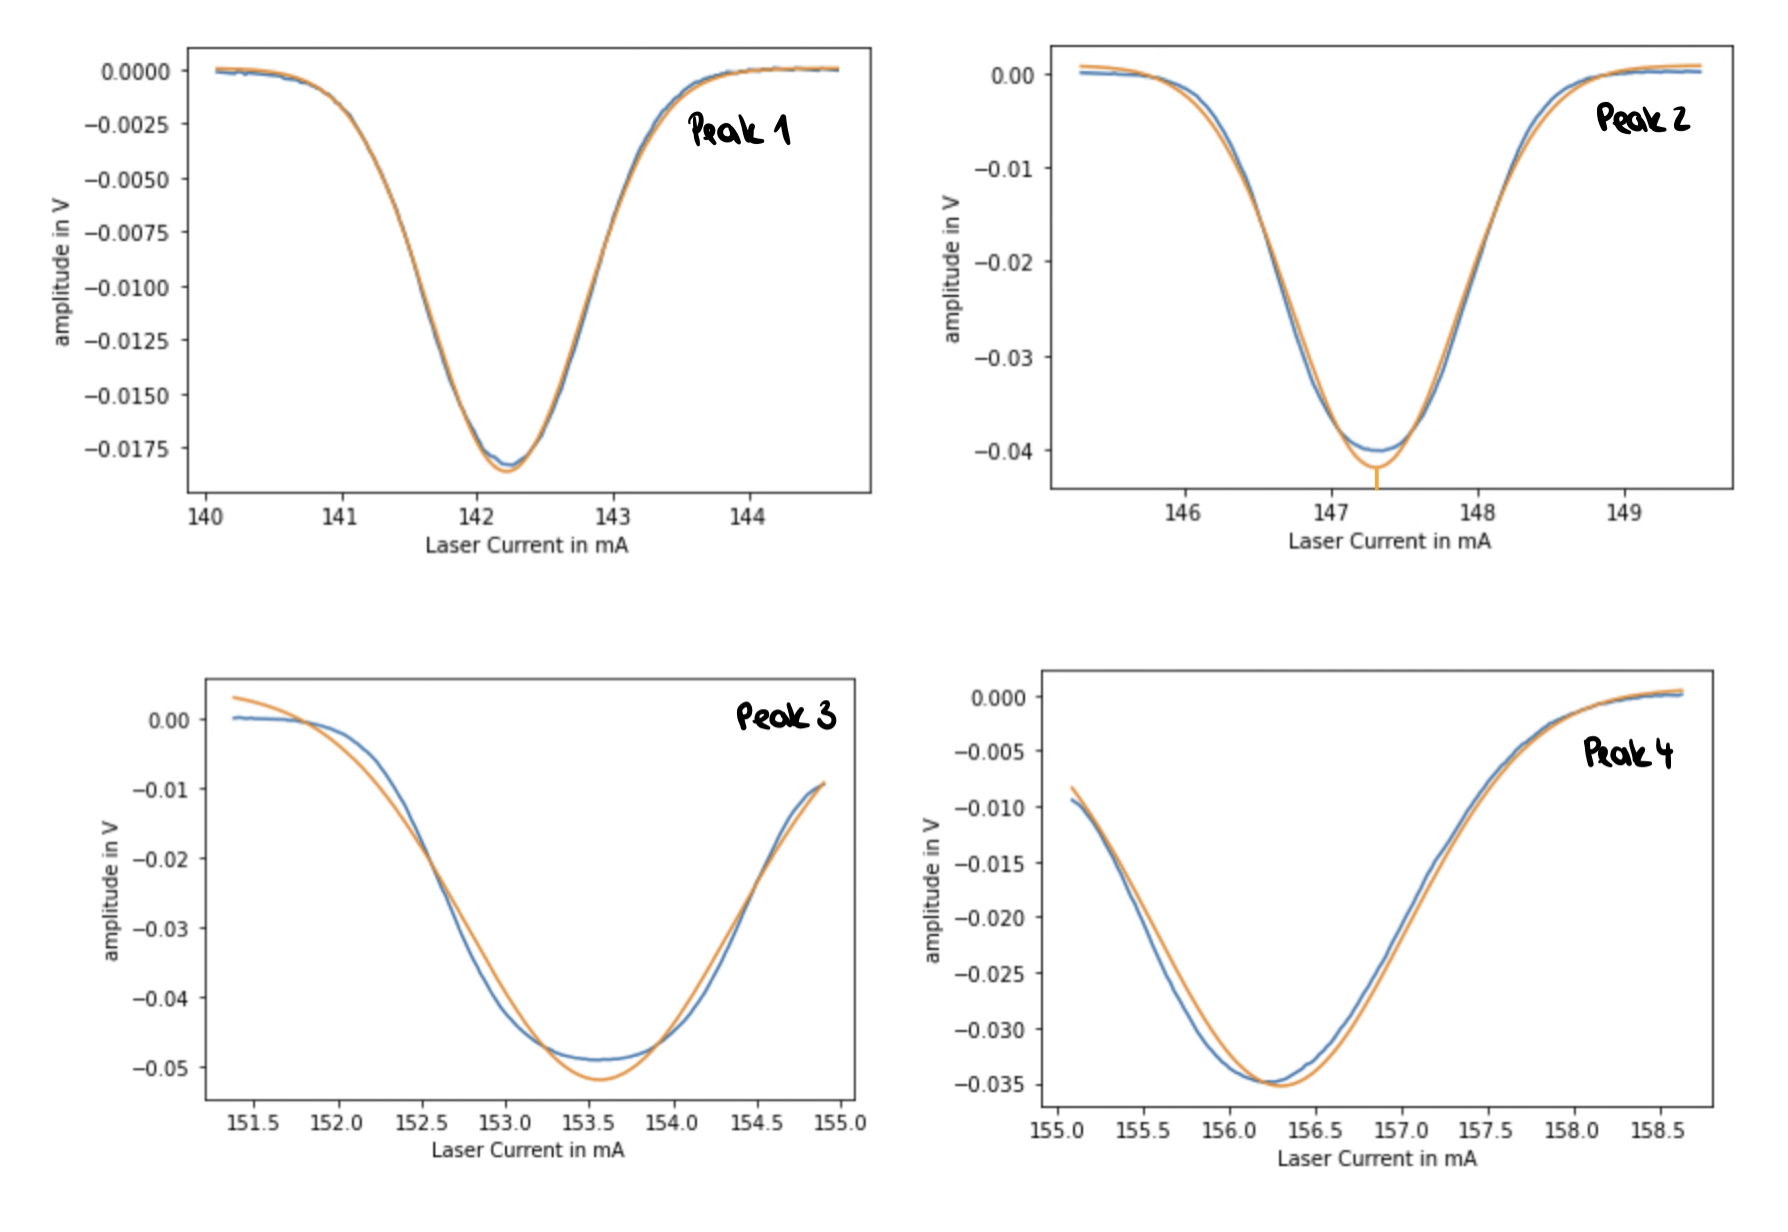 0.0000
−0.0025
−0.0050
−0.0075
−0.0100
−0.0125
−0.0150
−0.0175
amplitude in V
Peak 1
140 141 142 143 144
Laser Current in mA
0.00
−0.01
−0.02
−0.03
−0.04
amplitude in V
Peak 2
146 147 148 149
Laser Current in mA
0.00
−0.01
−0.02
−0.03
−0.04
−0.05
amplitude in V
Peak 3
151.5 152.0 152.5 153.0 153.5 154.0 154.5 155.0
Laser Current in mA
0.000
−0.005
−0.010
−0.015
−0.020
−0.025
−0.030
−0.035
amplitude in V
Peak 4
155.0 155.5 156.0 156.5 157.0 157.5 158.0 158.5
Laser Current in mA